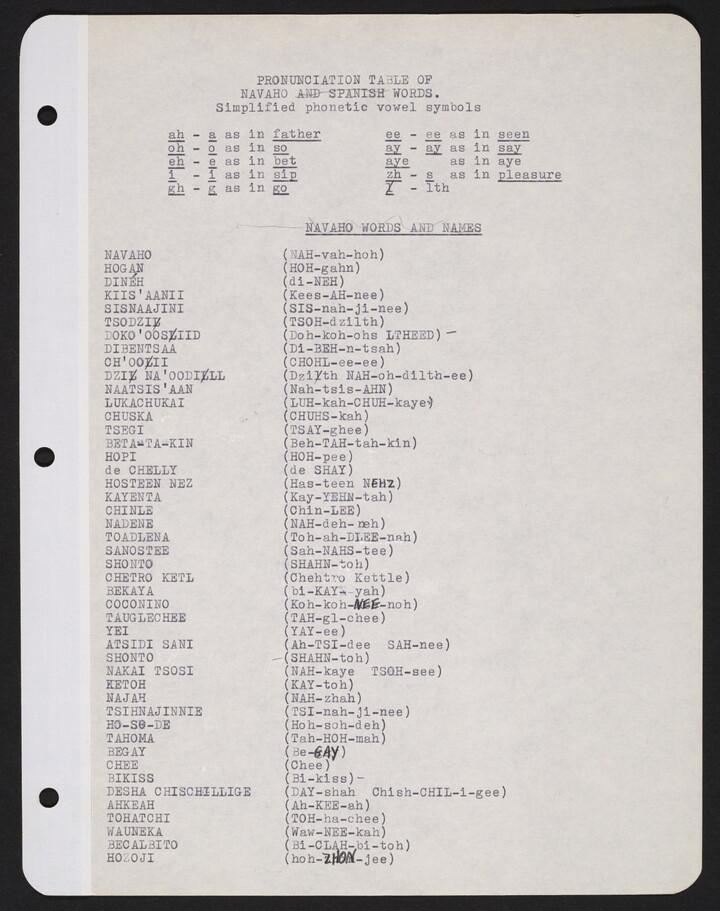 PRONUNCIATION TABLE OF
NAVAHO AND SPANISH WORDS.
Simplified phonetic vowel symbols
ah - a as in father ee - ee as in seen
oh - o as in so ay - ay as in say
eh - e as in bet aye as in aye
i - i as in sip zh - s as in pleasure
gh - g as in go Ɫ - lth
NAVAHO WORDS AND NAMES
NAVAHO (NAH-vah-hoh)
HOGAN (HOH-gahn)
DINEH (di-NEH)
KIIS'AANII (Kees-AH-nee)
SISNAAJINI (SIS-nah-ji-nee)
TSODZIȽ (TSOH-dzilth)
DOKO'OOSȽIID (Doh-koh-ohs LTHEED) -
DIBENTSAA (Di-BEH-n-tsah)
CH'OOȽII (CHOHL-ee-ee)
DZIȽ NA'OODIȽLL (Dzilth NAH-oh-dilth-ee)
NAATSIS'AAN (Nah-tsis-AHN)
LUKACHUKAI (LUH-kah-CHUH-kaye)
CHUSKA (CHUHS-kah)
TSEGI (TSAY-ghee)
BETA-TA-KIN (Beh-TAH-tah-kin)
HOPI (HOH-pee)
de CHELLY (de SHAY)
HOSTEEN NEZ (Has-teen NEHZ)
KAYENTA (Kay-YEHN-tah)
CHINLE (Chin-LEE)
NADENE (NAH-deh-neh)
TOADLENA (Toh-ah-DLEE-nah)
SANOSTEE (Sah-NAHS-tee)
SHONTO (SHAHN-toh)
CHETRO KETL (Chehtro Kettle)
BEKAYA (bi-KAY-yah)
COCONINO (Koh-koh-NEE-noh)
TAUGLECHEE (TAH-gl-chee)
YEI (YAY-ee)
ATSIDI SANI (Ah-TSI-dee SAH-nee)
SHONTO (SHAHN-toh)
NAKAI TSOSI (NAH-kaye TSOH-see)
KETOH (KAY-toh)
NAJAH (NAH-zhah)
TSIHNAJINNIE (TSI-nah-ji-nee)
HO-SO-DE (Hoh-soh-deh)
TAHOMA (Tah-HOH-mah)
BEGAY (Be-GAY)
CHEE (Chee)
BIKISS (Bi-kiss) -
DESHA CHISCHILLIGE (DAY-shah Chish-CHIL-i-gee)
AHKEAH (Ah-KEE-ah)
TOHATCHI (TOH-ha-chee)
WAUNEKA (Waw-NEE-kah)
BECALBITO (Bi-CLAH-bi-toh)
HOZOJI (hoh-ZHON-jee)